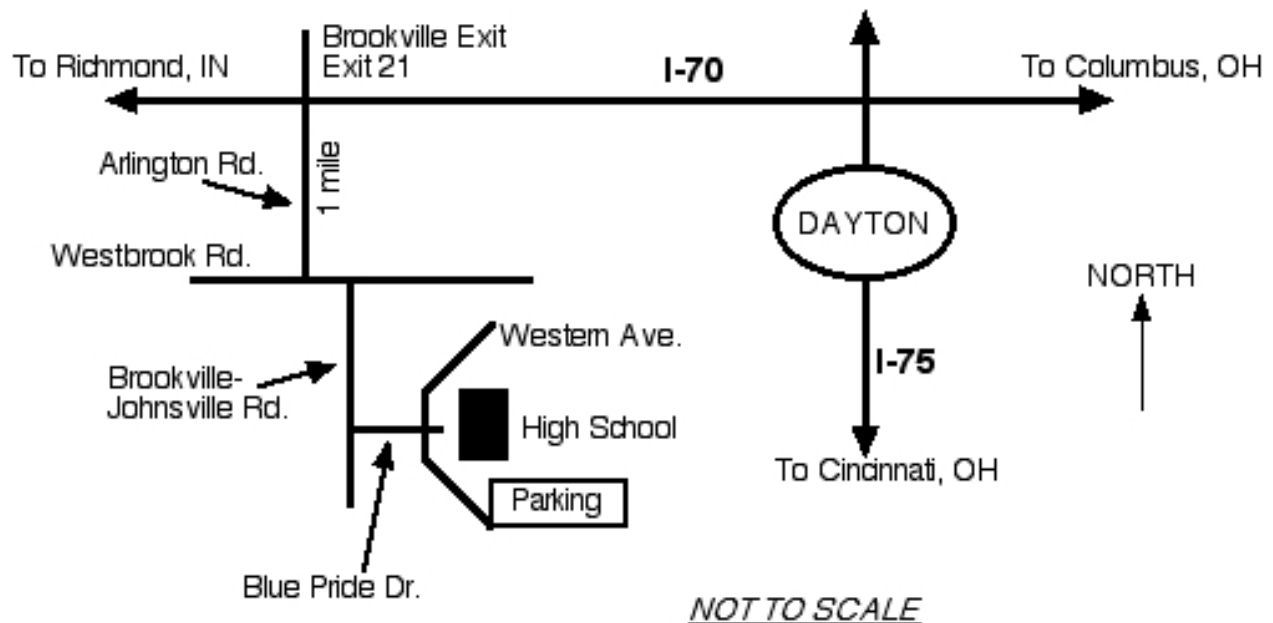 Brookville Exit
Exit 21
To Richmond, IN
I-70
To Columbus, OH
Arlington Rd.
1 mile
DAYTON
Westbrook Rd.
NORTH
Western Ave.
I-75
Brookville-
Johnsville Rd.
High School
To Cincinnati, OH
Parking
Blue Pride Dr.
NOT TO SCALE